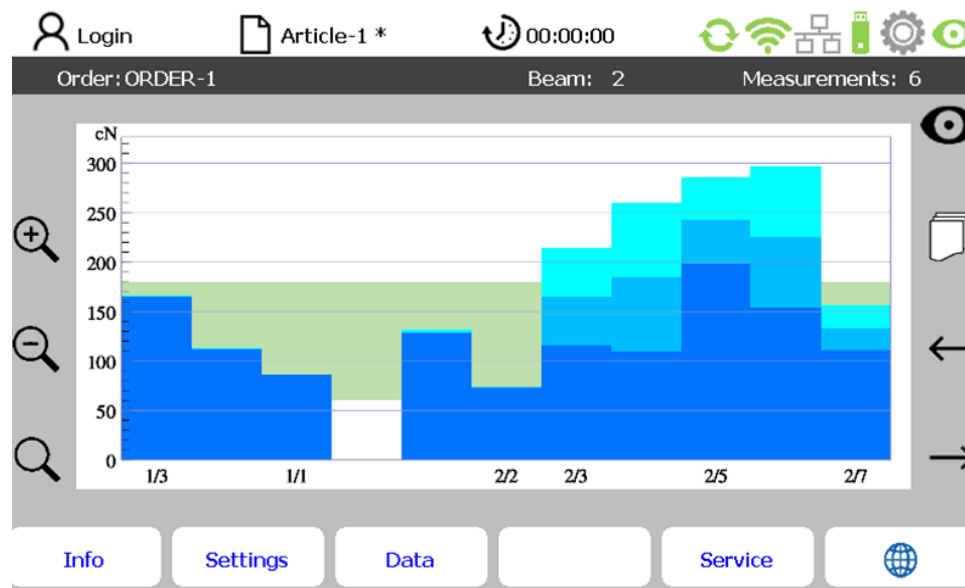 Login Article-1 * 00:00:00
Order: ORDER-1 Beam: 2 Measurements: 6
cN
300
250
200
150
100
50
0
1/3 1/1 2/2 2/3 2/5 2/7
Info Settings Data Service